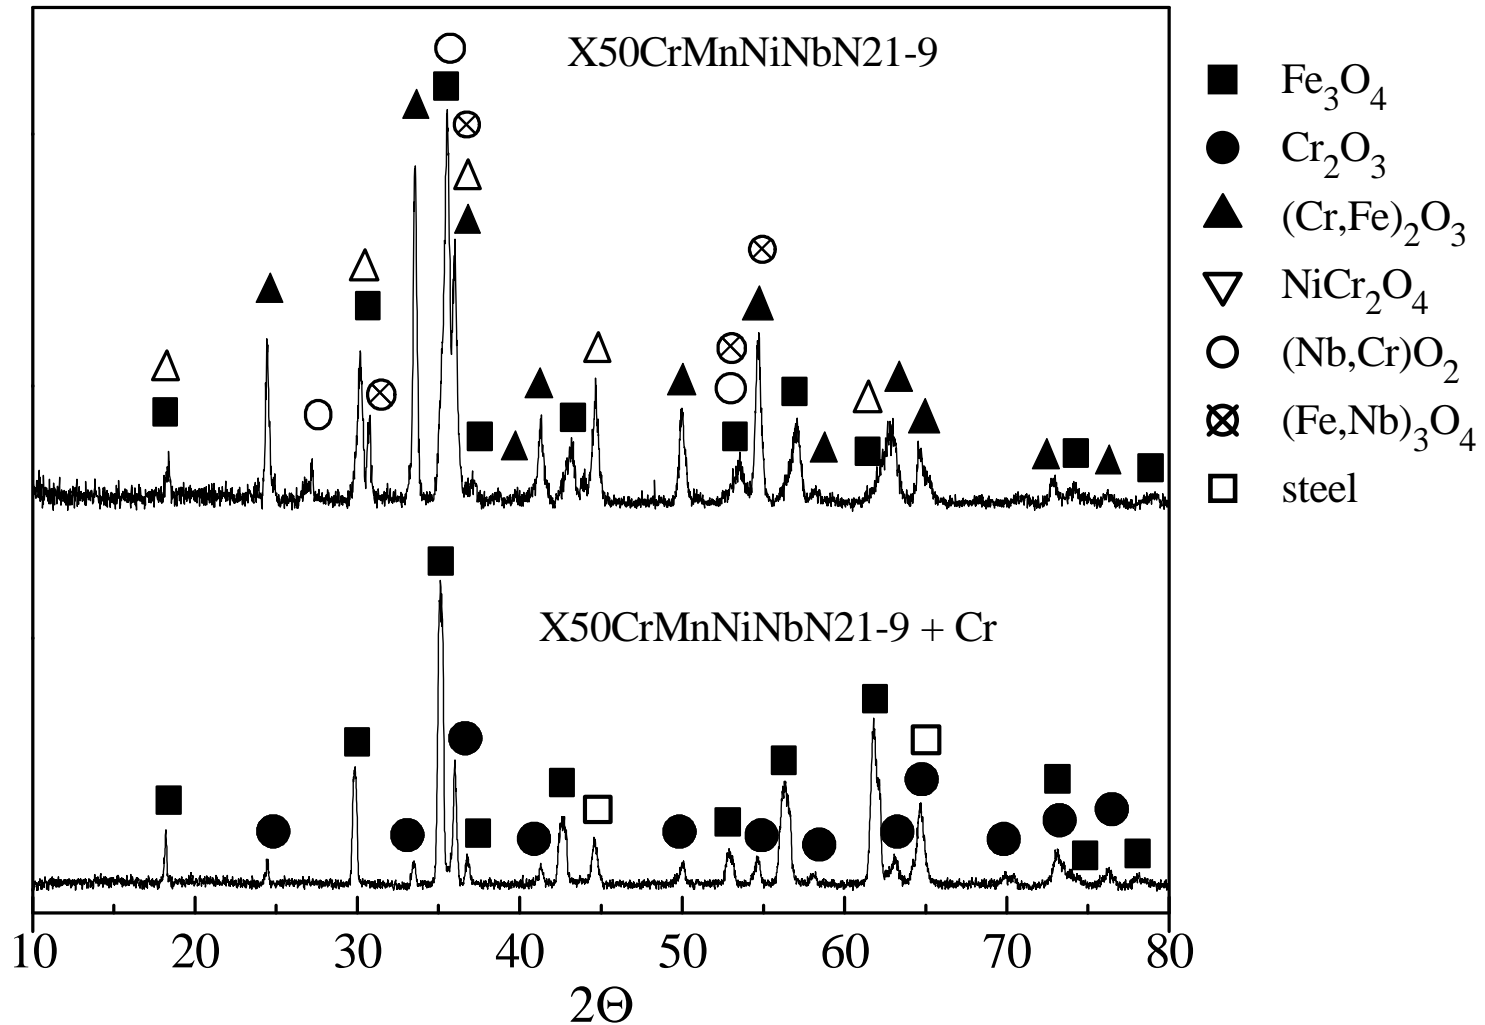 X50CrMnNiNbN21-9
Fe3O4
Cr2O3
(Cr,Fe)2O3
NiCr2O4
(Nb,Cr)O2
(Fe,Nb)3O4
steel
X50CrMnNiNbN21-9 + Cr
10 20 30 40 50 60 70 80
2Θ